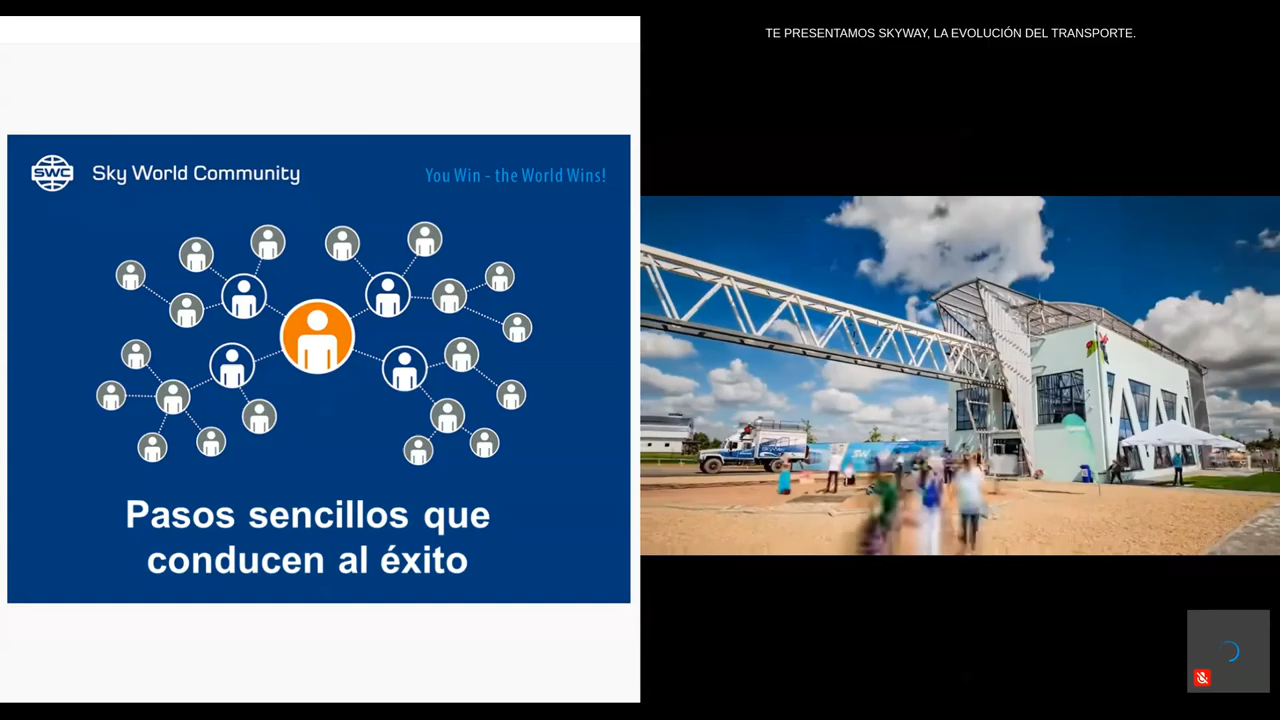 TE PRESENTAMOS SKYWAY, LA EVOLUCIÓN DEL TRANSPORTE.
SWC
Sky World Community
You Win - the World Wins!
Pasos sencillos que
conducen al éxito
SW